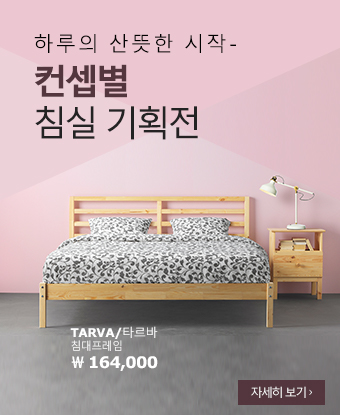 하루의 산뜻한 시작-
컨셉별
침실 기획전
TARVA/타르바
침대프레임
₩ 164,000
자세히 보기 ›